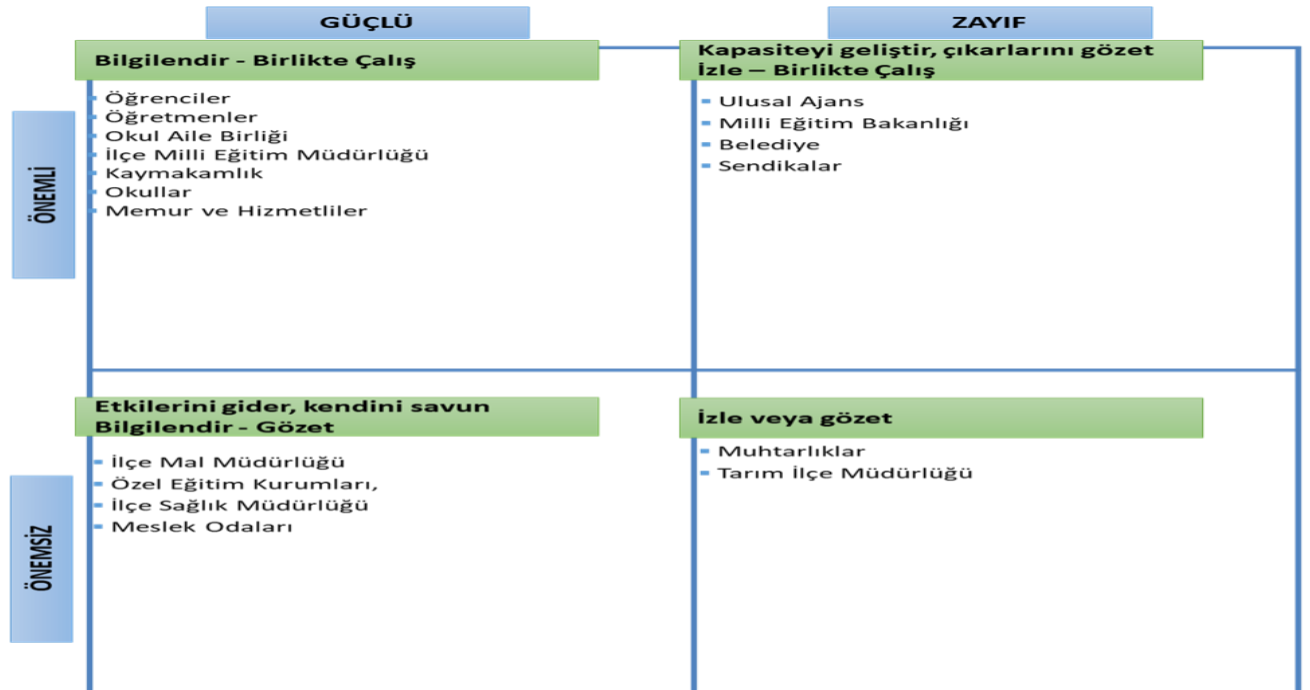 GÜÇLÜ
ZAYIF
ÖNEMLİ
Bilgilendir - Birlikte Çalış
Öğrenciler
Öğretmenler
Okul Aile Birliği
İlçe Milli Eğitim Müdürlüğü
Kaymakamlık
Okullar
Memur ve Hizmetliler
Kapasiteyi geliştir, çıkarlarını gözet
İzle – Birlikte Çalış
Ulusal Ajans
Milli Eğitim Bakanlığı
Belediye
Sendikalar
ÖNEMSİZ
Etkilerini gider, kendini savun
Bilgilendir - Gözet
İlçe Mal Müdürlüğü
Özel Eğitim Kurumları,
İlçe Sağlık Müdürlüğü
Meslek Odaları
İzle veya gözet
Muhtarlıklar
Tarım İlçe Müdürlüğü